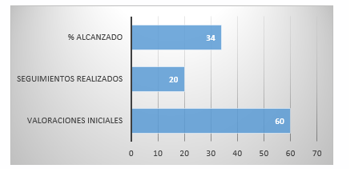 % ALCANZADO
34
SEGUIMIENTOS REALIZADOS
20
VALORACIONES INICIALES
60
0 10 20 30 40 50 60 70